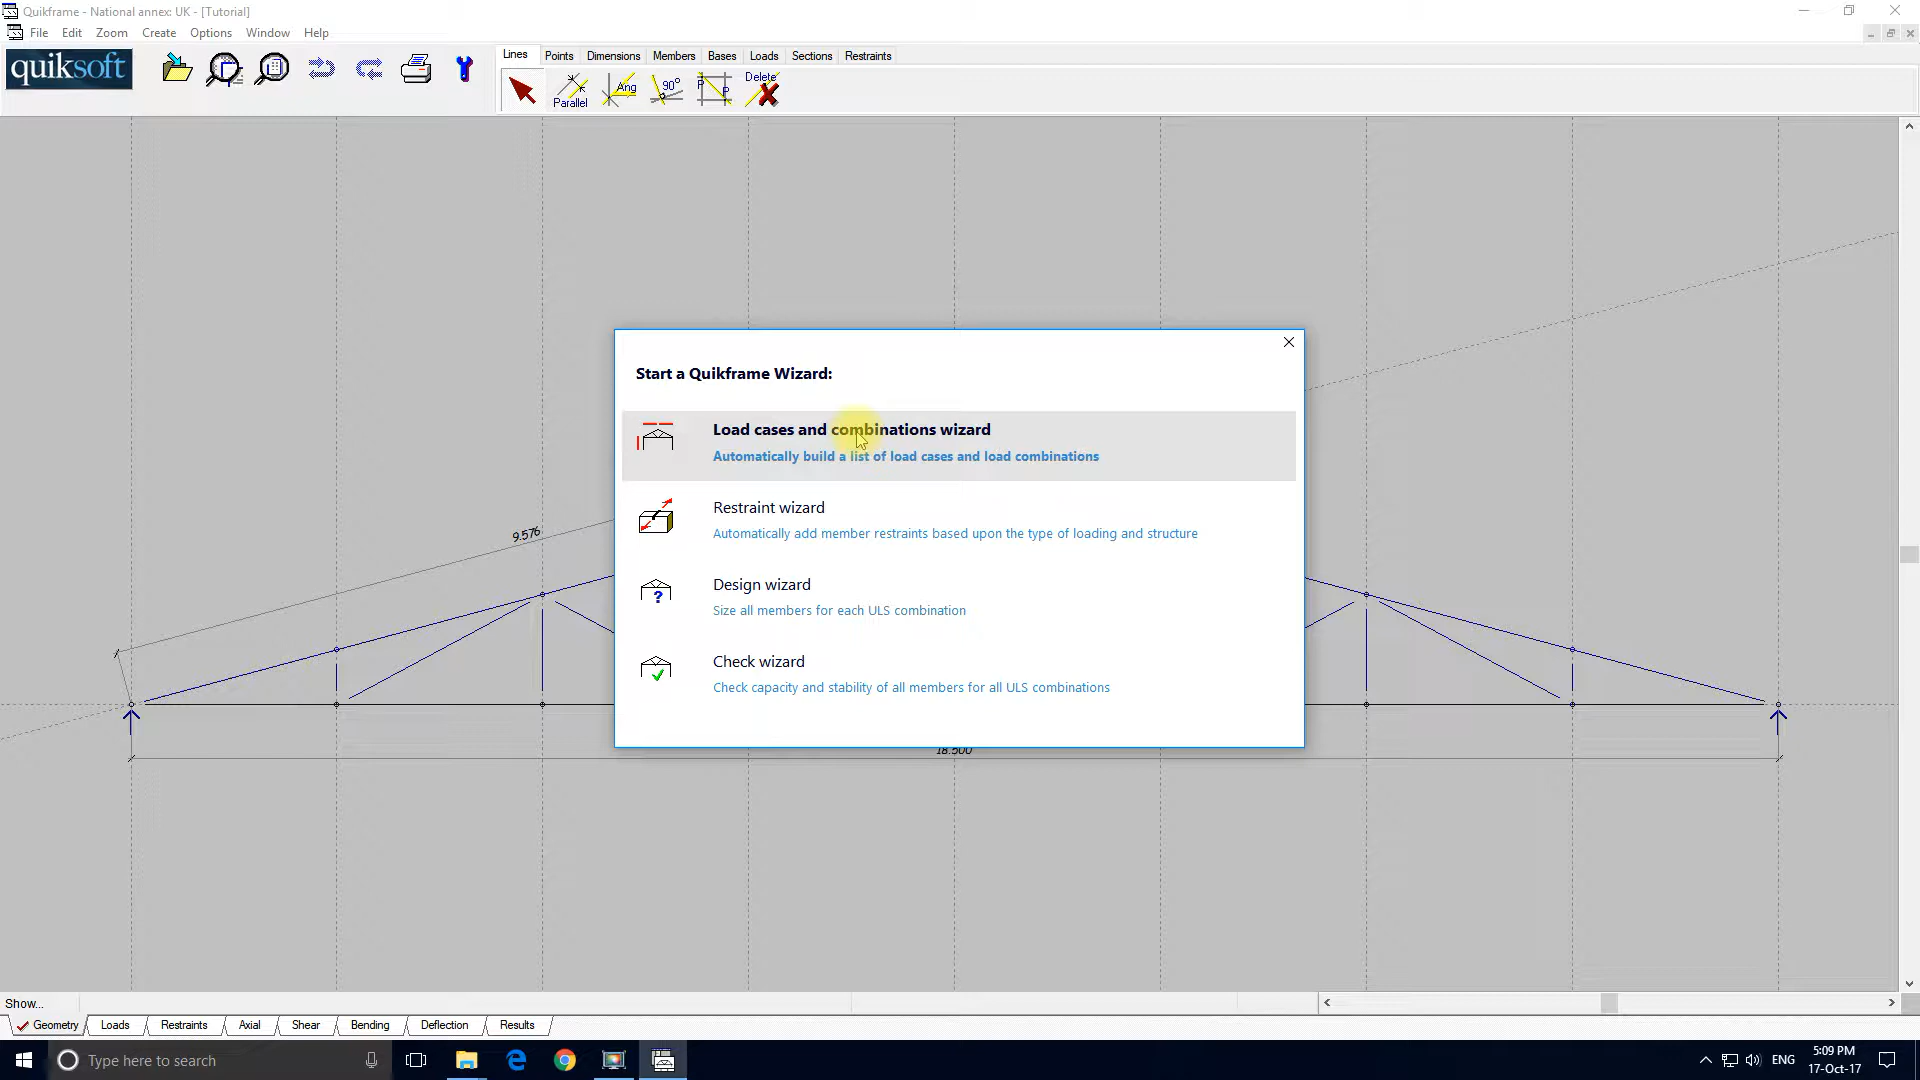 Quikframe - National annex: UK - [Tutorial]
File Edit Zoom Create Options Window Help
quiksoft
Lines Points Dimensions Members Bases Loads Sections Restraints
Parallel
Ang
90°
P
P
Delete
Start a Quikframe Wizard:
Load cases and combinations wizard
Automatically build a list of load cases and load combinations
Restraint wizard
Automatically add member restraints based upon the type of loading and structure
?
Design wizard
Size all members for each ULS combination
Check wizard
Check capacity and stability of all members for all ULS combinations
9.576
18.500
Show...
Geometry Loads Restraints Axial Shear Bending Deflection Results
Type here to search
ENG
5:09 PM
17-Oct-17